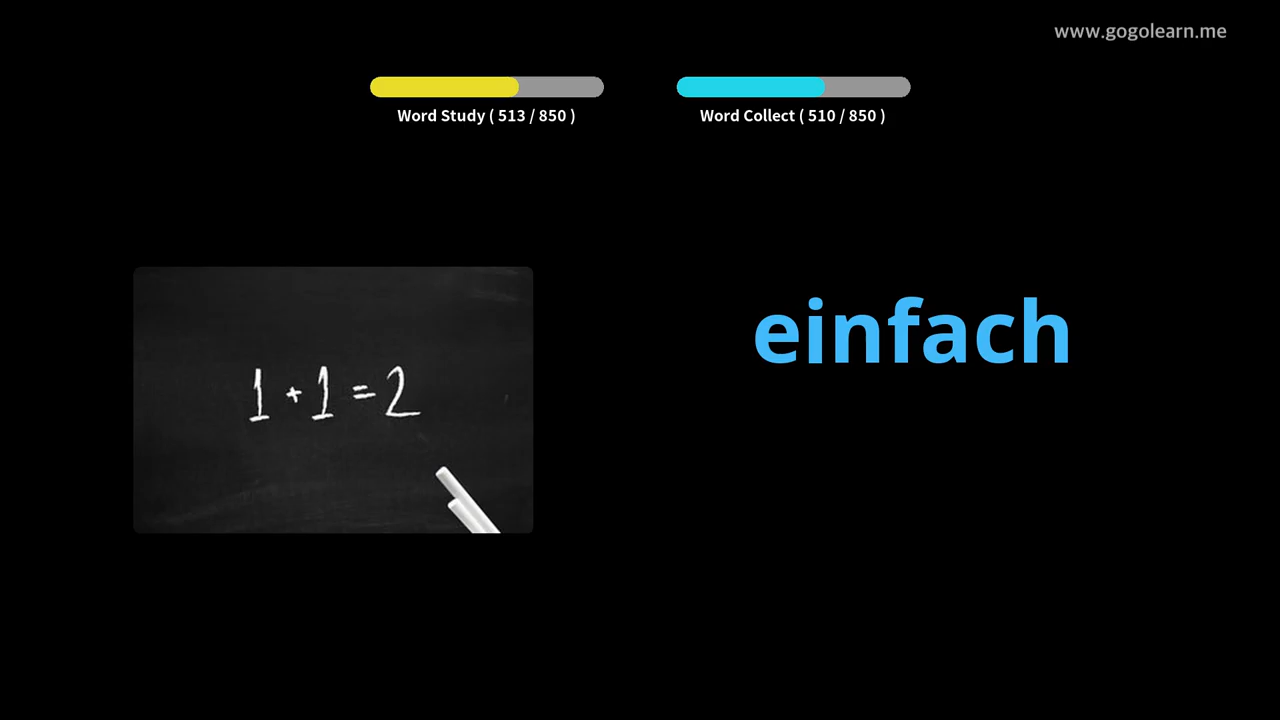 www.gogolearn.me
Word Study ( 513 / 850 )
Word Collect ( 510 / 850 )
1 + 1 = 2
einfach